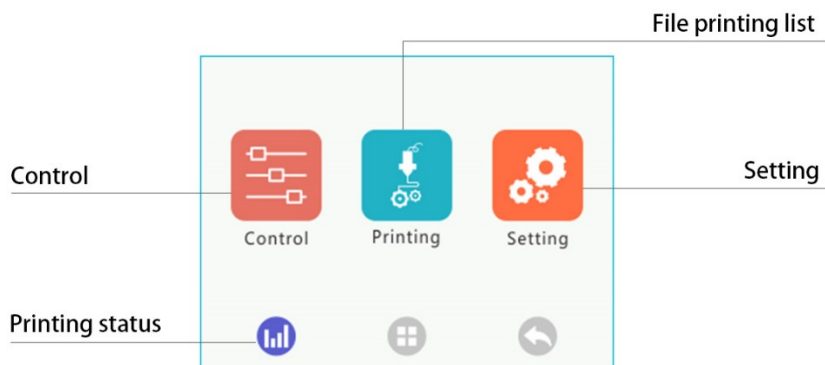 File printing list
Control
Setting
Control
Printing
Setting
Printing status